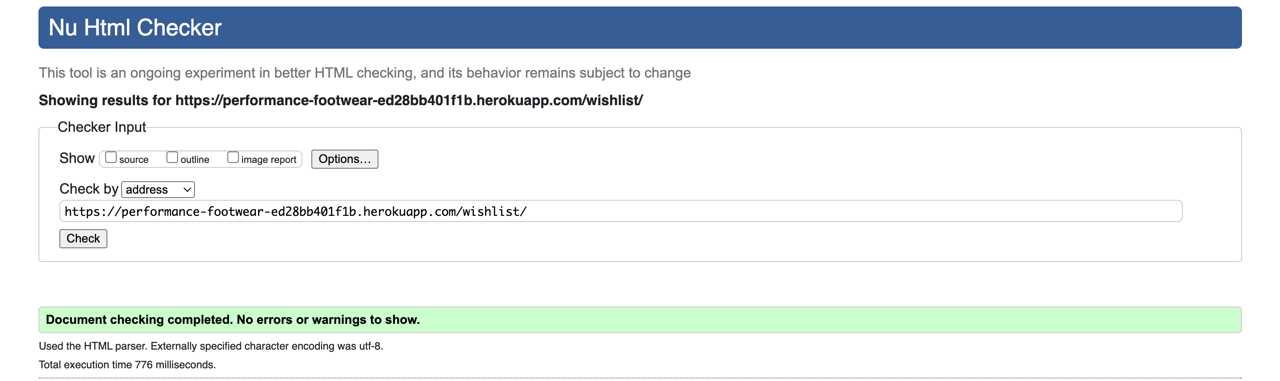 Nu Html Checker
This tool is an ongoing experiment in better HTML checking, and its behavior remains subject to change
Showing results for https://performance-footwear-ed28bb401f1b.herokuapp.com/wishlist/
Checker Input
Show source outline image report Options...
Check by address
https://performance-footwear-ed28bb401f1b.herokuapp.com/wishlist/
Check
Document checking completed. No errors or warnings to show.
Used the HTML parser. Externally specified character encoding was utf-8.
Total execution time 776 milliseconds.